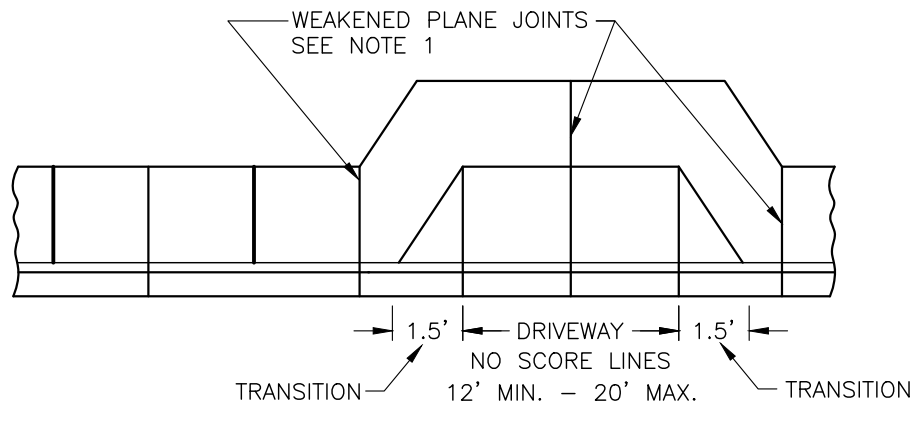 WEAKENED PLANE JOINTS
SEE NOTE 1
1.5'
DRIVEWAY
1.5'
NO SCORE LINES
12' MIN. – 20' MAX.
TRANSITION
TRANSITION